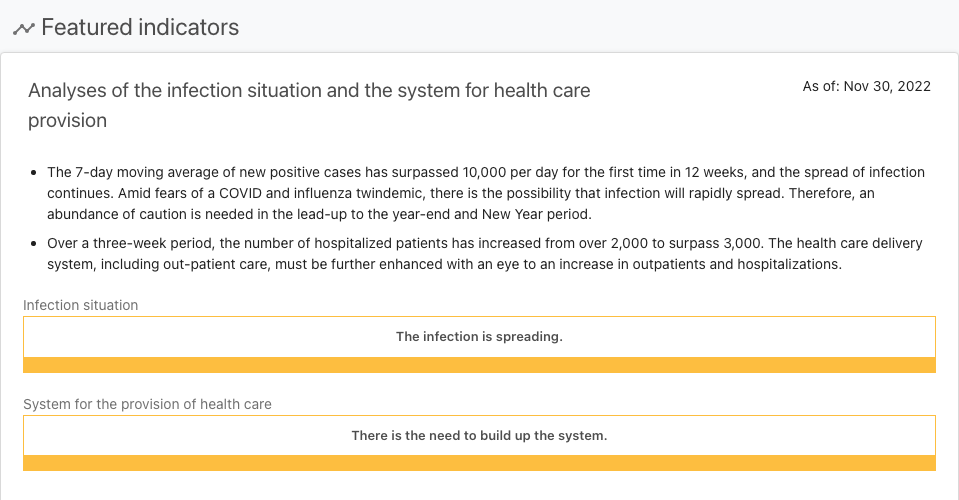 Featured indicators
Analyses of the infection situation and the system for health care
provision
As of: Nov 30, 2022
• The 7-day moving average of new positive cases has surpassed 10,000 per day for the first time in 12 weeks, and the spread of infection
continues. Amid fears of a COVID and influenza twindemic, there is the possibility that infection will rapidly spread. Therefore, an
abundance of caution is needed in the lead-up to the year-end and New Year period.
• Over a three-week period, the number of hospitalized patients has increased from over 2,000 to surpass 3,000. The health care delivery
system, including out-patient care, must be further enhanced with an eye to an increase in outpatients and hospitalizations.
Infection situation
The infection is spreading.
System for the provision of health care
There is the need to build up the system.